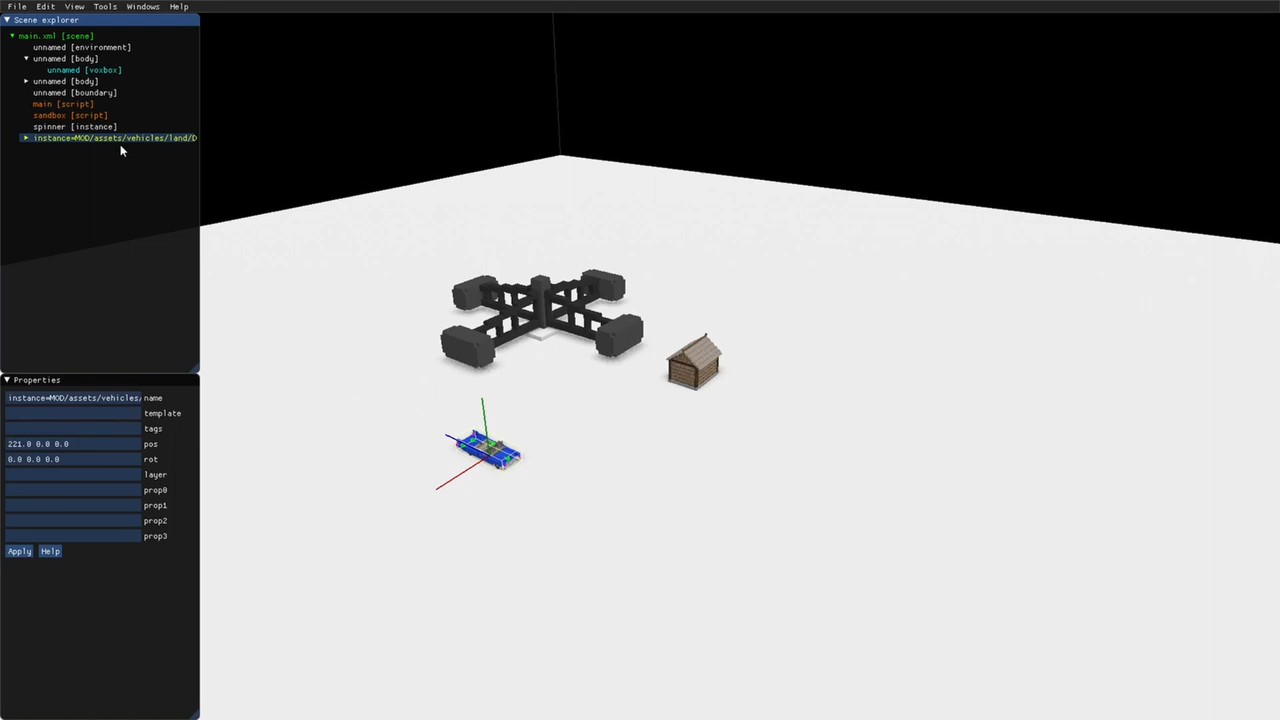 File Edit View Tools Windows Help
Scene explorer
main.xml [scene]
unnamed [environment]
unnamed [body]
unnamed [voxbox]
unnamed [body]
unnamed [boundary]
main [script]
sandbox [script]
spinner [instance]
instance=MOD/assets/vehicles/land/D
Properties
instance=MOD/assets/vehicles/ name
template
tags
221.0 0.0 0.0 pos
0.0 0.0 0.0 rot
layer
prop0
prop1
prop2
prop3
Apply Help